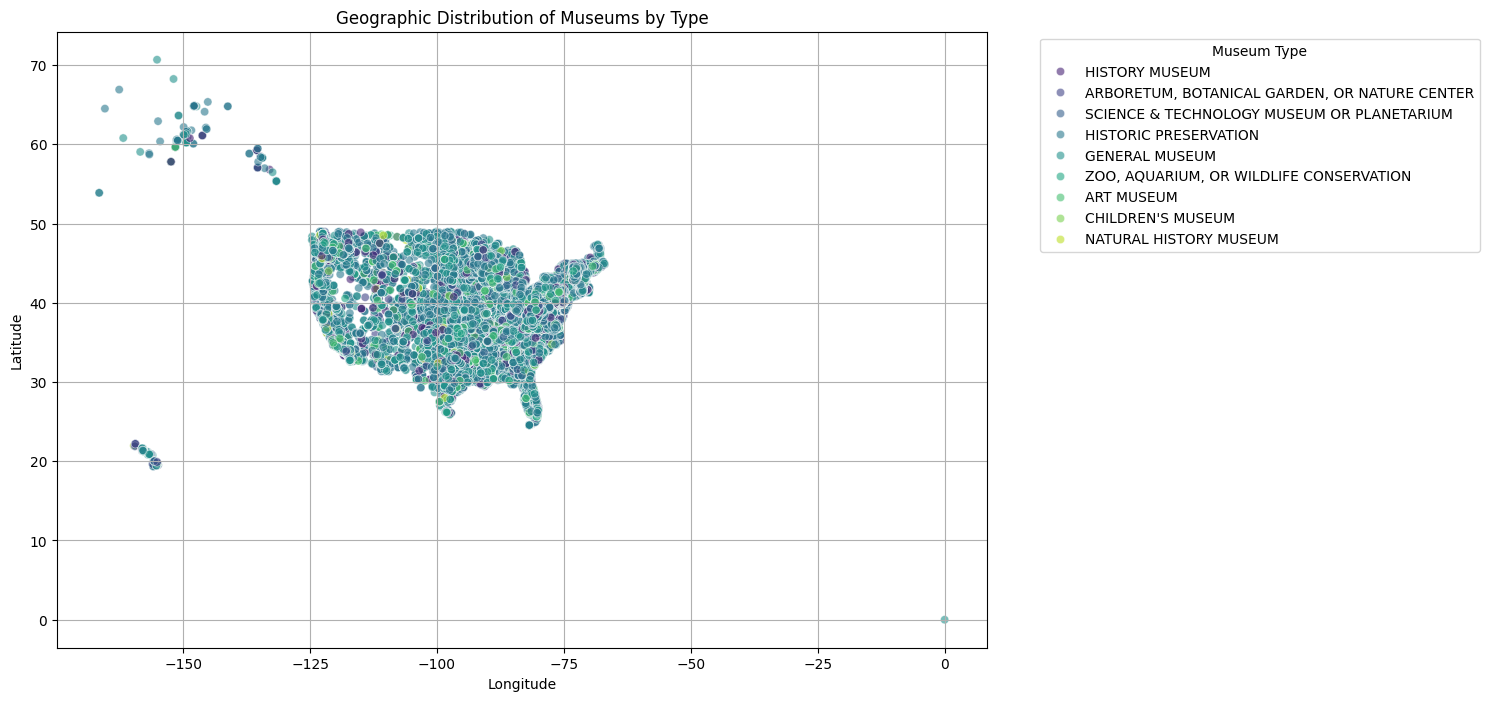 Geographic Distribution of Museums by Type
Museum Type
HISTORY MUSEUM
ARBORETUM, BOTANICAL GARDEN, OR NATURE CENTER
SCIENCE & TECHNOLOGY MUSEUM OR PLANETARIUM
HISTORIC PRESERVATION
GENERAL MUSEUM
ZOO, AQUARIUM, OR WILDLIFE CONSERVATION
ART MUSEUM
CHILDREN'S MUSEUM
NATURAL HISTORY MUSEUM
Latitude
70
60
50
40
30
20
10
0
−150
−125
−100
−75
−50
−25
0
Longitude